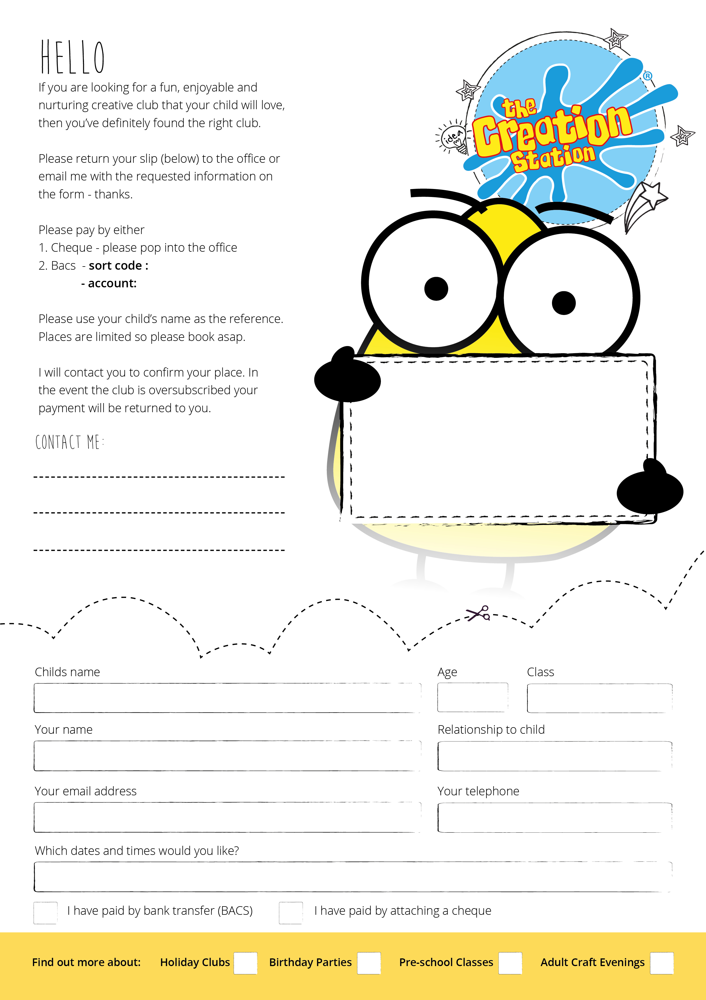 HELLO
If you are looking for a fun, enjoyable and
nurturing creative club that your child will love,
then you’ve definitely found the right club.
Please return your slip (below) to the office or
email me with the requested information on
the form - thanks.
Please pay by either
1. Cheque - please pop into the office
2. Bacs - sort code :
- account:
Please use your child’s name as the reference.
Places are limited so please book asap.
I will contact you to confirm your place. In
the event the club is oversubscribed your
payment will be returned to you.
CONTACT ME:
the
Creation
Station
®
idea
Childs name
Age
Class
Your name
Relationship to child
Your email address
Your telephone
Which dates and times would you like?
I have paid by bank transfer (BACS)
I have paid by attaching a cheque
Find out more about: Holiday Clubs Birthday Parties Pre-school Classes Adult Craft Evenings